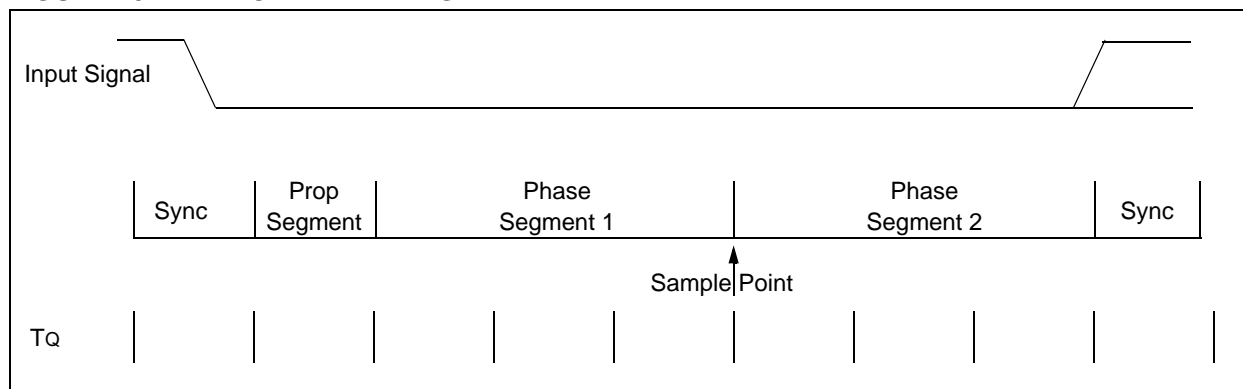 Input Signal
Sync
Prop
Segment
Phase
Segment 1
Phase
Segment 2
Sync
Sample Point
TQ